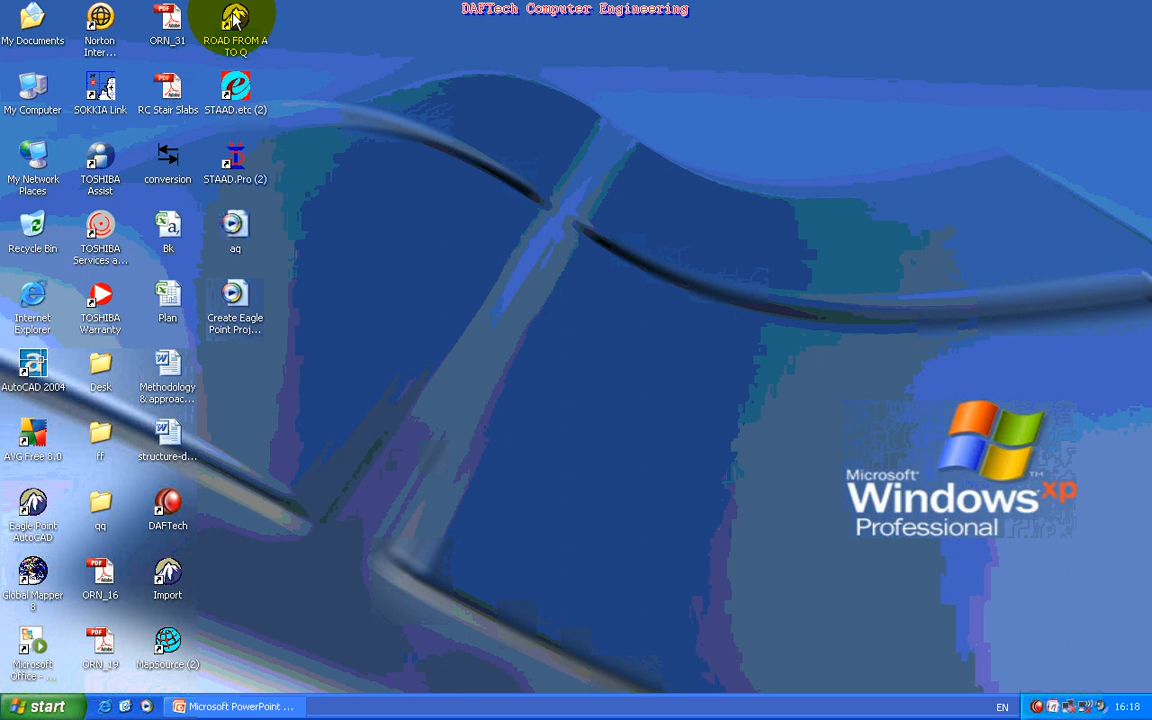 DAFTech Computer Engineering
My Documents
Norton
Inter...
ORN_31
ROAD FROM A
TO Q
My Computer
SOKKIA Link
RC Stair Slabs
STAAD.etc (2)
My Network
Places
TOSHIBA
Assist
conversion
STAAD.Pro (2)
Recycle Bin
TOSHIBA
Services a...
Bk
aq
Internet
Explorer
TOSHIBA
Warranty
Plan
Create Eagle
Point Proj...
AutoCAD 2004
Desk
Methodology
& approac...
AVG Free 8.0
ff
structure-d...
Eagle Point
AutoCAD
qq
DAFTech
Global Mapper
8
ORN_16
Import
Microsoft
Office - ...
ORN_19
MapSource (2)
Microsoft®
Windows xp
Professional
start
Microsoft PowerPoint ...
EN
16:18